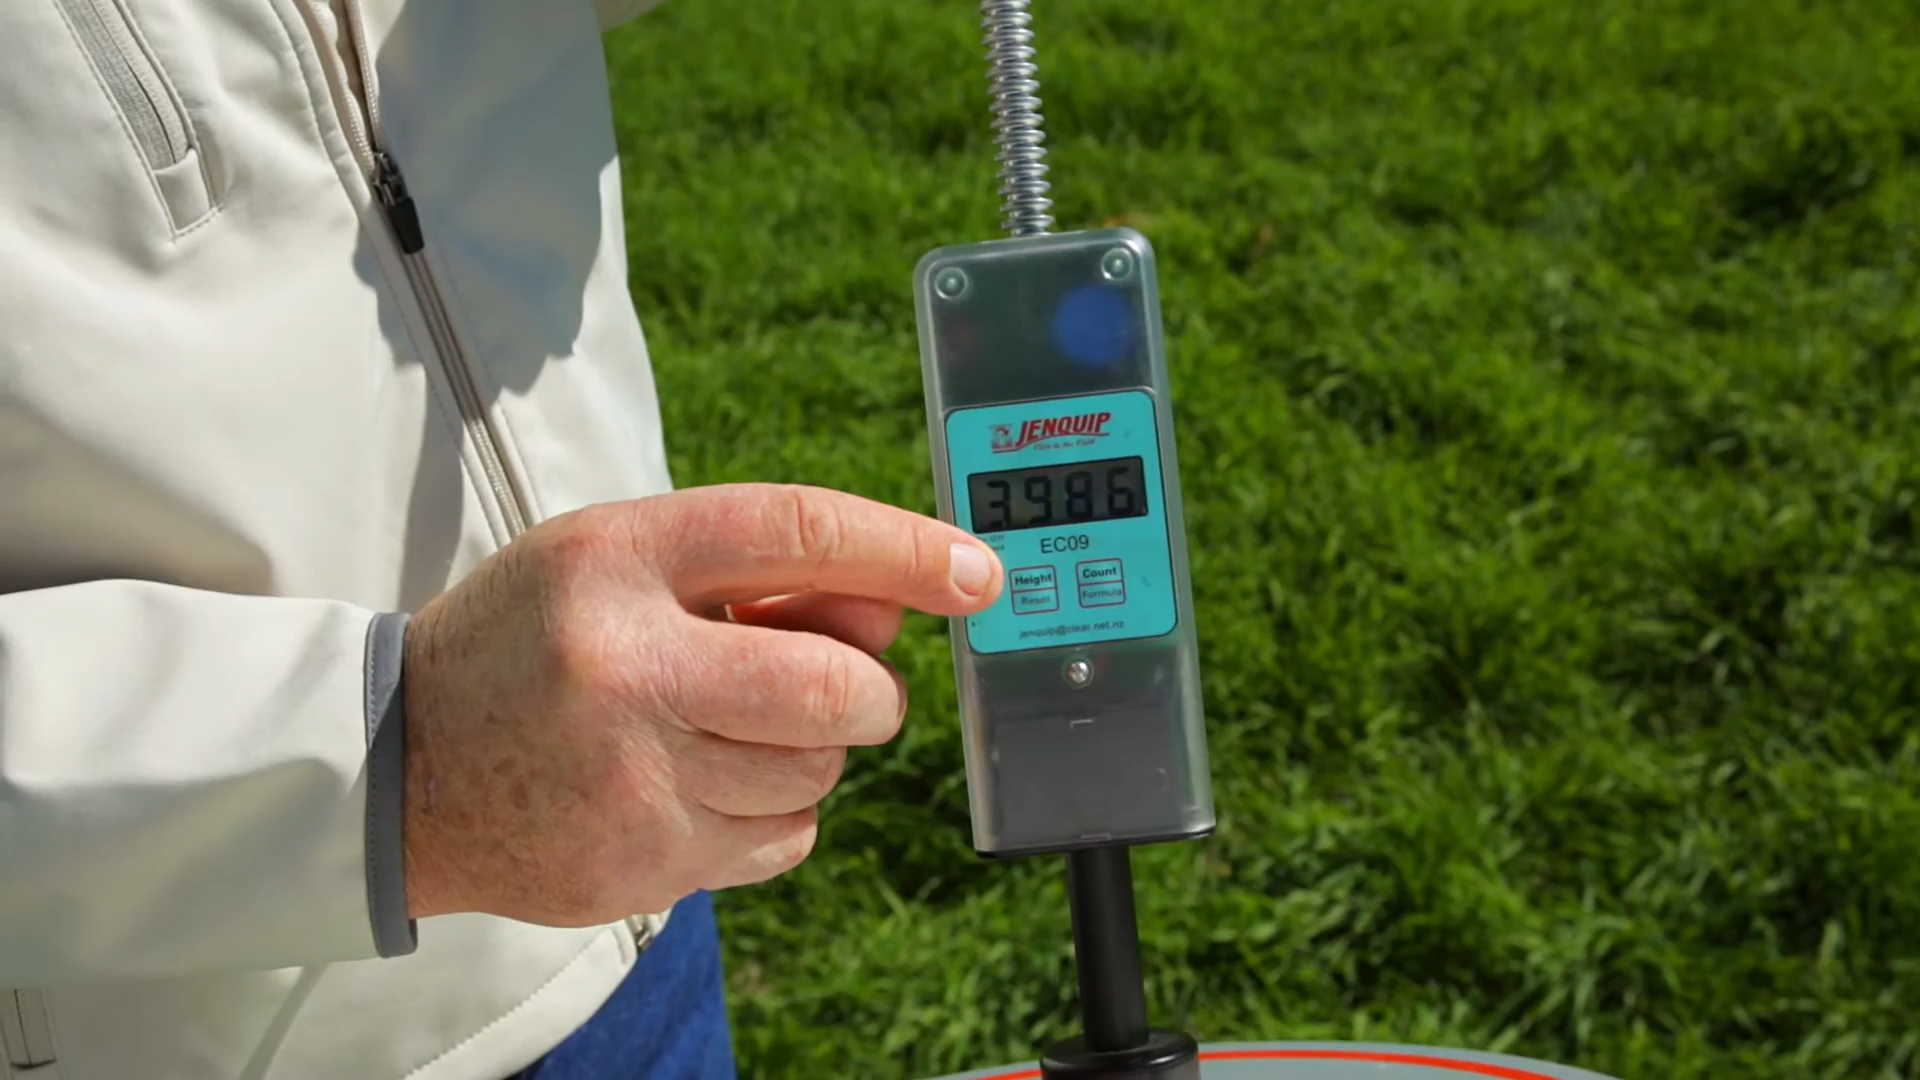 JENQUIP
3986
EC09
Height Count
Reset Formula
jenquip@clear.net.nz